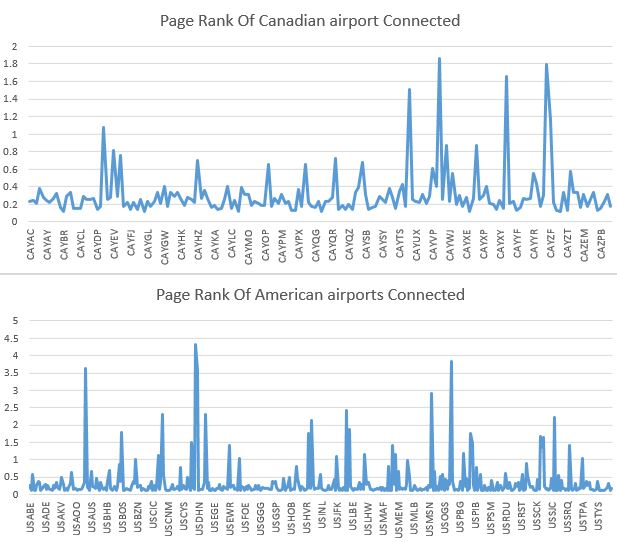 Page Rank Of Canadian airport Connected
2
1.8
1.6
1.4
1.2
1
0.8
0.6
0.4
0.2
0
CAYAC
CAYAY
CAYBR
CAYCL
CAYDP
CAYEV
CAYFJ
CAYGL
CAYGW
CAYHK
CAYHZ
CAYKA
CAYLC
CAYMO
CAYOP
CAYPM
CAYPX
CAYQG
CAYQR
CAYQZ
CAYSB
CAYSY
CAYTS
CAYUX
CAYVP
CAYWJ
CAYXE
CAYXP
CAYXY
CAYYF
CAYYR
CAYZF
CAYZT
CAZEM
CAZPB
Page Rank Of American airports Connected
5
4.5
4
3.5
3
2.5
2
1.5
1
0.5
0
USABE
USADE
USAKV
USAOO
USAUS
USBHB
USBOS
USBZN
USCIC
USCNM
USCYS
USDHN
USEGE
USEWR
USFOE
USGGG
USGSP
USHOB
USHVR
USINL
USJFK
USLBE
USLHW
USMAF
USMEM
USMLB
USMSN
USOGS
USPBG
USPIB
USPSM
USRDU
USRST
USSCK
USSJC
USSRQ
USTPA
USTYS